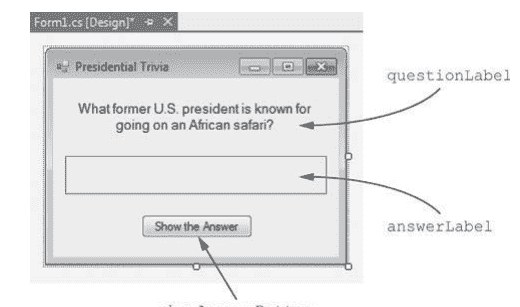 Form1.cs [Design]*
Presidential Trivia
questionLabel
What former U.S. president is known for
going on an African safari?
answerLabel
Show the Answer